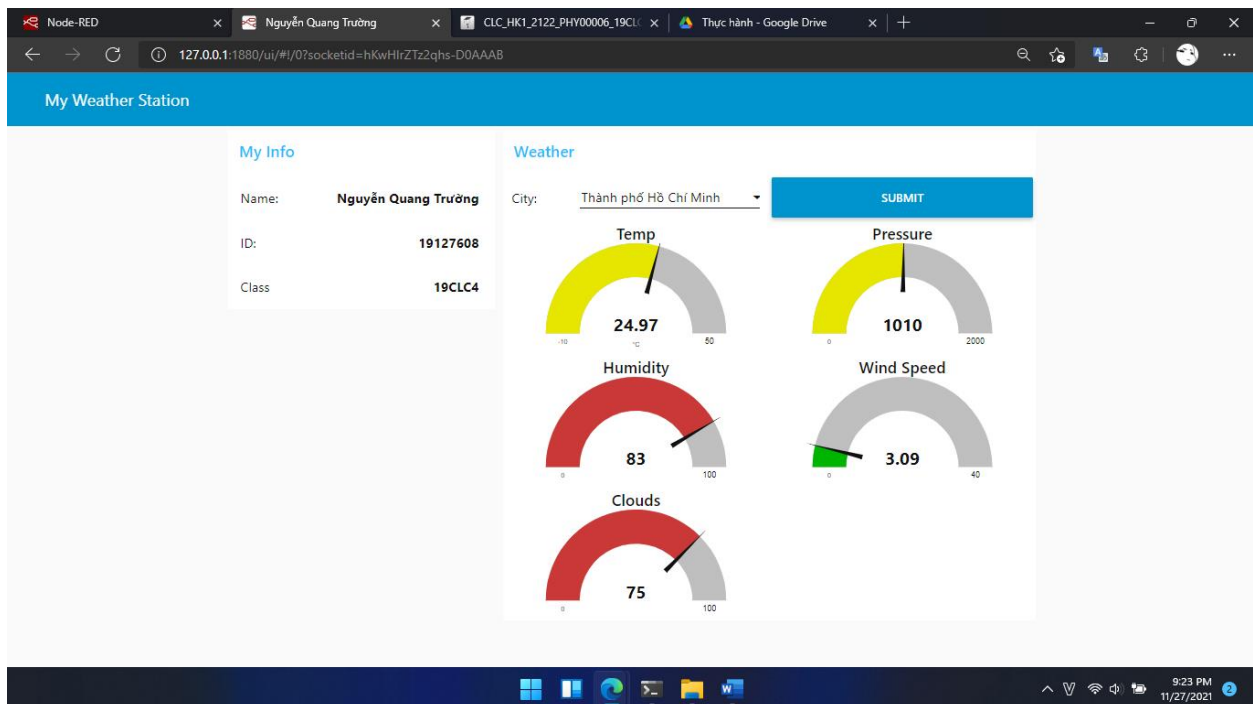 Node-RED
Nguyễn Quang Trường
CLC_HK1_2122_PHY00006_19CLC
Thực hành - Google Drive
127.0.0.1:1880/ui/#!/0?socketid=hKwHIrZTz2qhs-D0AAAB
My Weather Station
My Info
Name: Nguyễn Quang Trường
ID: 19127608
Class 19CLC4
Weather
City: Thành phố Hồ Chí Minh SUBMIT
Temp
24.97
°C
-10 50
Pressure
1010
0 2000
Humidity
83
0 100
Wind Speed
3.09
0 40
Clouds
75
0 100
9:23 PM
11/27/2021
2